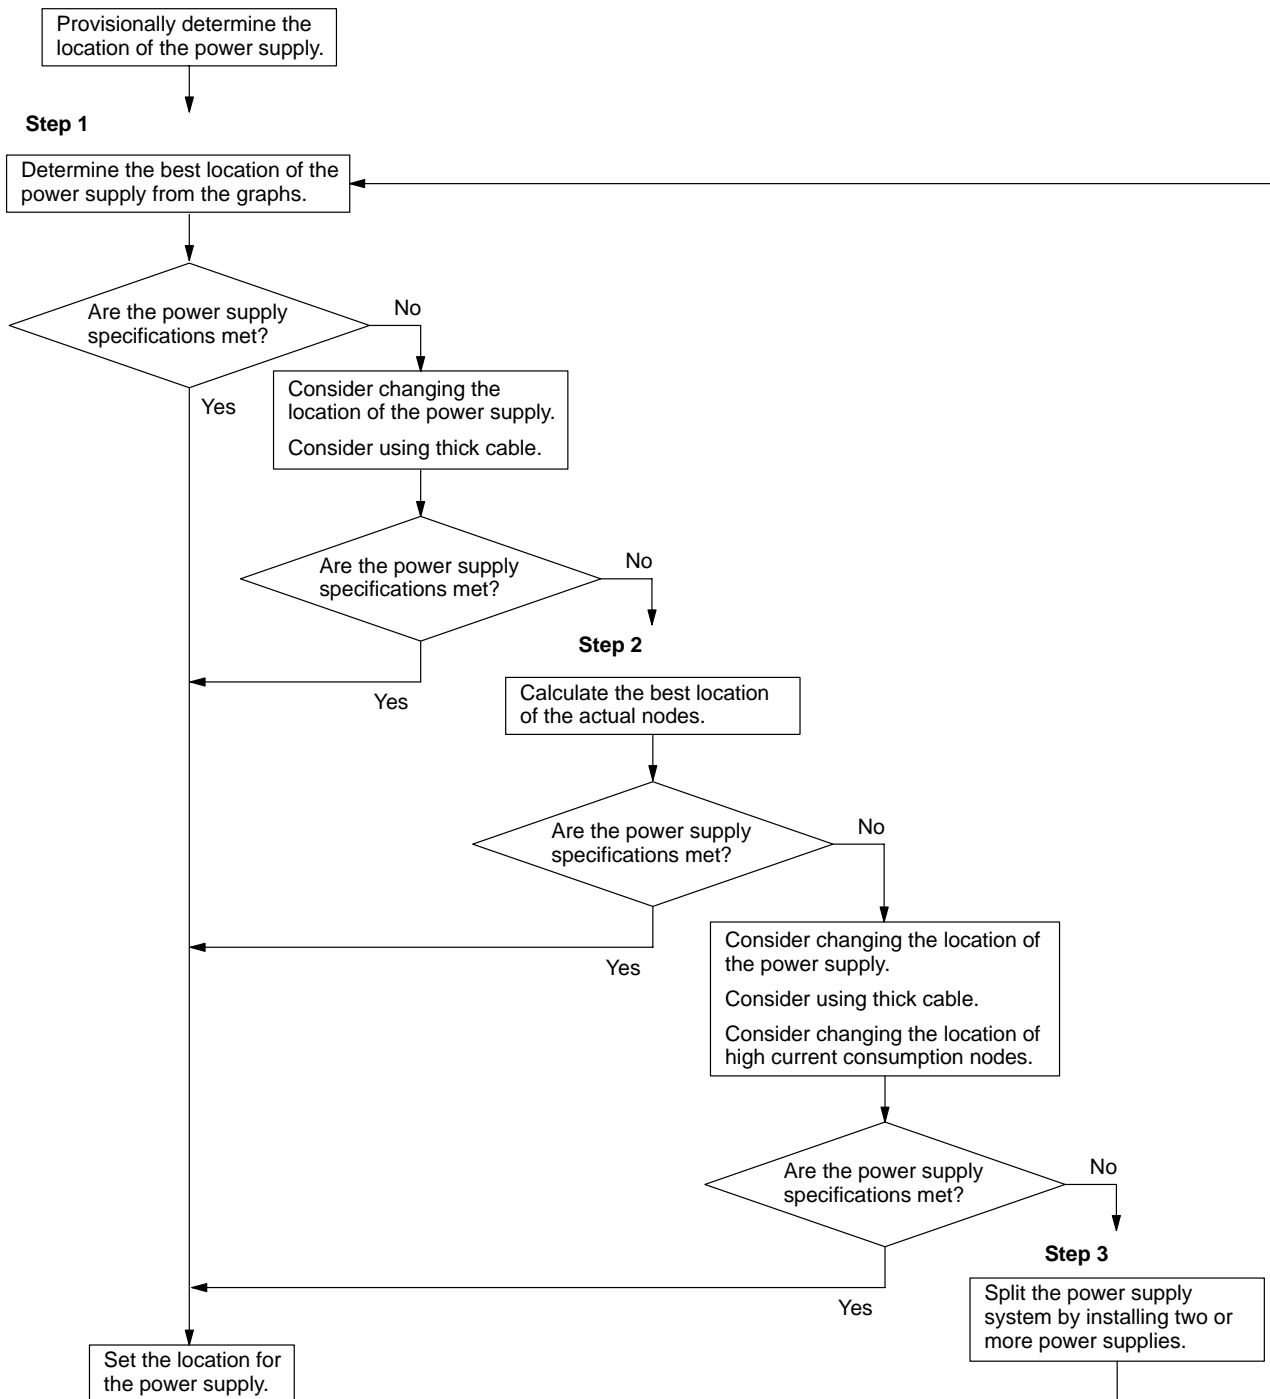 Provisionally determine the
location of the power supply.
Step 1
Determine the best location of the
power supply from the graphs.
Are the power supply
specifications met?
No
Yes
Consider changing the
location of the power supply.
Consider using thick cable.
Are the power supply
specifications met?
No
Yes
Step 2
Calculate the best location
of the actual nodes.
Are the power supply
specifications met?
No
Yes
Consider changing the location of
the power supply.
Consider using thick cable.
Consider changing the location of
high current consumption nodes.
Are the power supply
specifications met?
No
Yes
Step 3
Split the power supply
system by installing two or
more power supplies.
Set the location for
the power supply.